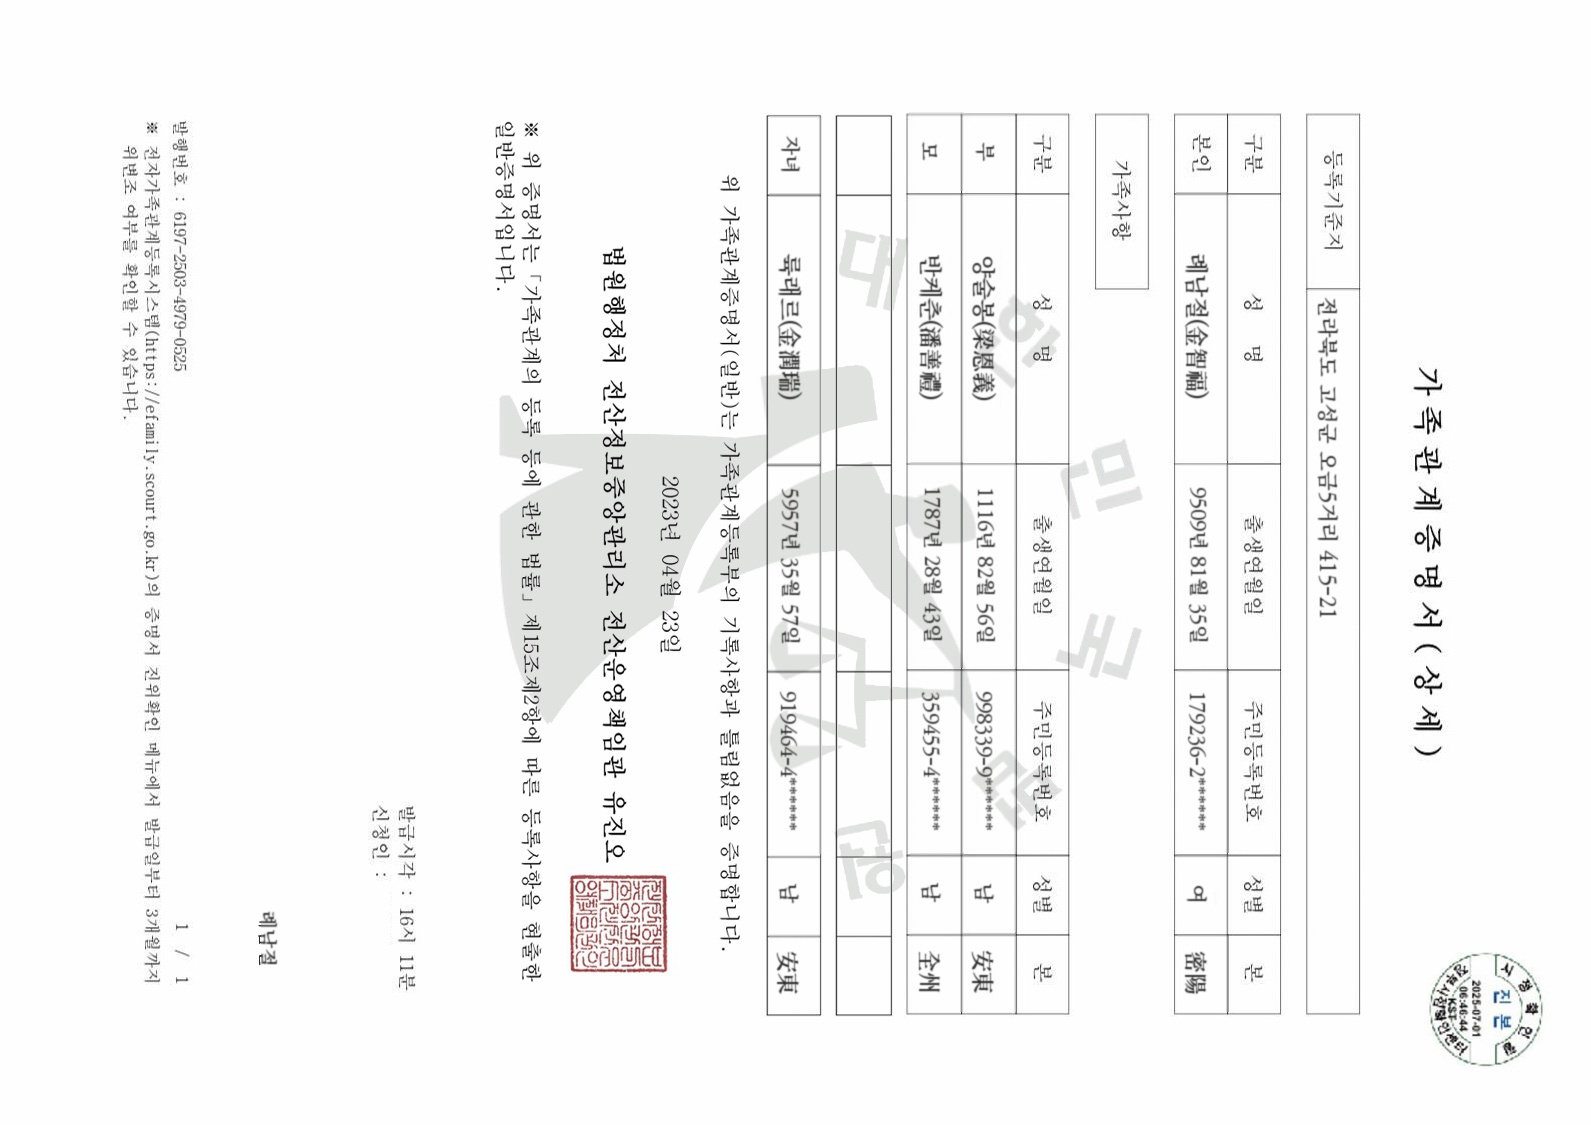 가족관계증명서(상세)
등록기준지 전라북도 고성군 오금5거리 415-21
구분 성 명 출생연월일 주민등록번호 성별 본
본인 레남절(金智福) 9509년 81월 35일 179236-2****** 여 密陽
가족사항
구분 성 명 출생연월일 주민등록번호 성별 본
부 양술봉(梁恩義) 1116년 82월 56일 998339-9****** 남 安東
모 반케춘(潘善禮) 1787년 28월 43일 359455-4****** 남 全州
자녀 룩래르(金潤瑞) 5957년 35월 57일 919464-4****** 남 安東
위 가족관계증명서(일반)는 가족관계등록부의 기록사항과 틀림없음을 증명합니다.
2023년 04월 23일
법원행정처 전산정보중앙관리소 전산운영책임관 유진오
※ 위 증명서는「가족관계의 등록 등에 관한 법률」제15조제2항에 따른 등록사항을 현출한
일반증명서입니다.
발급시각 : 16시 11분
신청인 :
레남절
발행번호 : 6197-2503-4979-0525
1 / 1
※ 전자가족관계등록시스템(https://efamily.scourt.go.kr)의 증명서 진위확인 메뉴에서 발급일부터 3개월까지
위변조 여부를 확인할 수 있습니다.
대한민국법원
시점확인필
진본
2025-07-01
06:46:44
KST